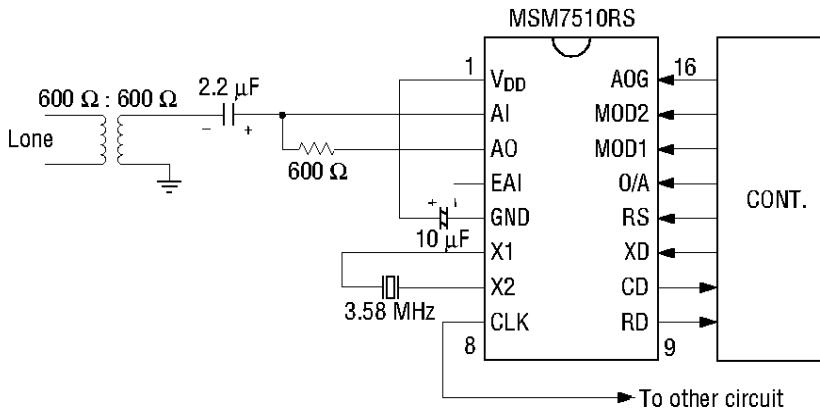 MSM7510RS
1
16
600 Ω : 600 Ω
2.2 µF
− +
Lone
600 Ω
+ -
10 µF
3.58 MHz
VDD
AI
AO
EAI
GND
X1
X2
CLK
8
AOG
MOD2
MOD1
O/A
RS
XD
CD
RD
9
CONT.
To other circuit